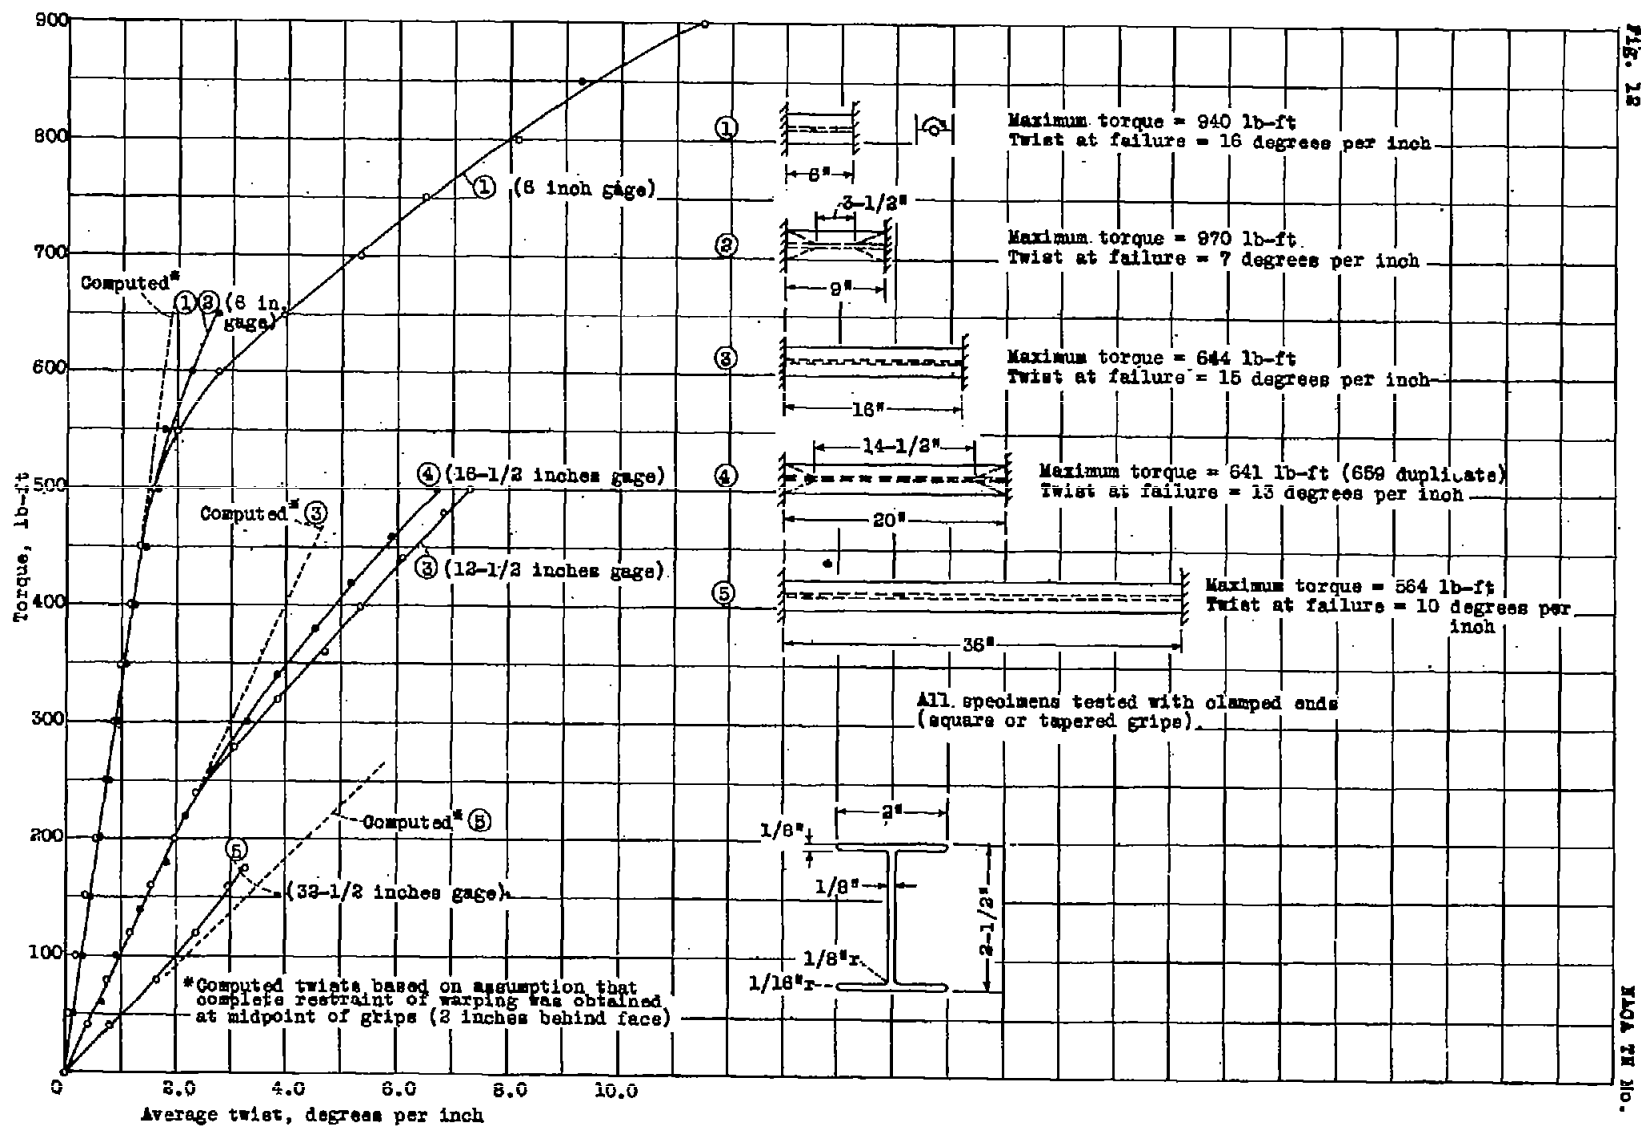 Fig. 12
900
800
700
600
500
400
300
200
100
0
2.0
4.0
6.0
8.0
10.0
Torque, lb-ft
Average twist, degrees per inch
① (6 inch gage)
Computed*
① ② (6 in.
gage)
④ (16-1/2 inches gage)
Computed* ③
③ (12-1/2 inches gage)
Computed* ⑤
⑤
(32-1/2 inches gage)
*Computed twists based on assumption that
complete restraint of warping was obtained
at midpoint of grips (2 inches behind face)
①
6"
Maximum torque = 940 lb-ft
Twist at failure = 16 degrees per inch
②
3-1/2"
9"
Maximum torque = 970 lb-ft
Twist at failure = 7 degrees per inch
③
16"
Maximum torque = 644 lb-ft
Twist at failure = 15 degrees per inch
④
14-1/2"
20"
Maximum torque = 641 lb-ft (659 duplicate)
Twist at failure = 13 degrees per inch
⑤
36"
Maximum torque = 564 lb-ft
Twist at failure = 10 degrees per
inch
All specimens tested with clamped ends
(square or tapered grips).
2"
1/8"
1/8"
2-1/2"
1/8"r
1/16"r
NACA TN No.